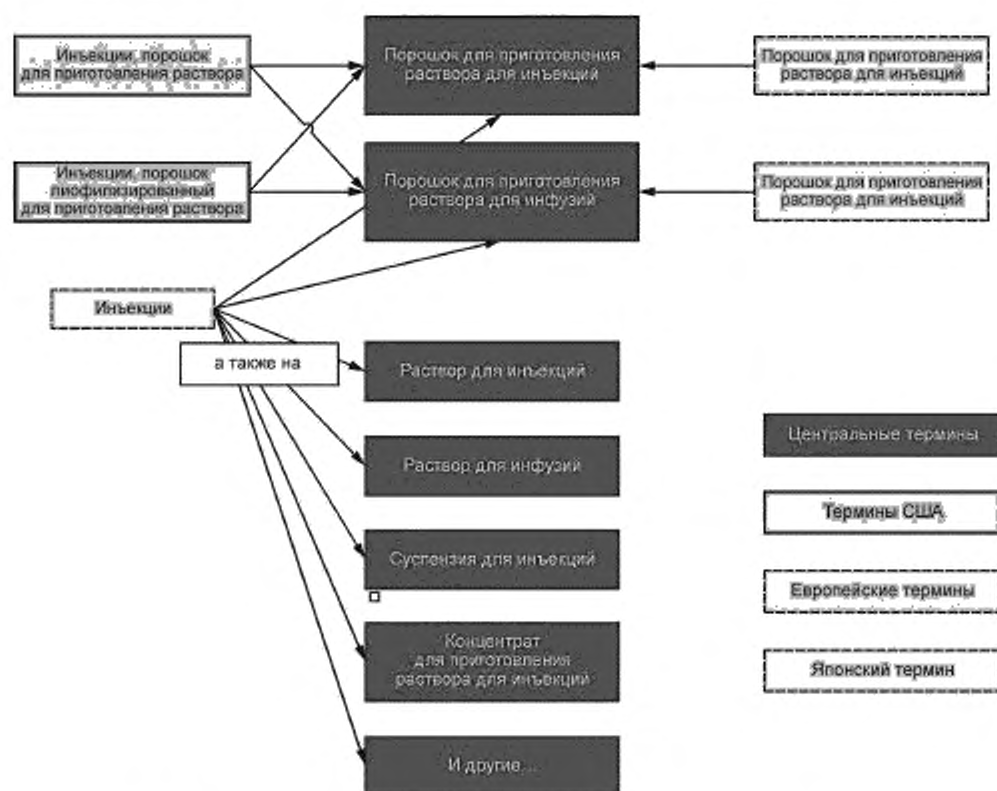 Инъекции, порошок
для приготовления раствора
Порошок для приготовления
раствора для инъекций
Порошок для приготовления
раствора для инъекций
Инъекции, порошок
лиофилизированный
для приготовления раствора
Порошок для приготовления
раствора для инфузий
Порошок для приготовления
раствора для инъекций
Инъекции
а также на
Раствор для инъекций
Раствор для инфузий
Суспензия для инъекций
Концентрат
для приготовления
раствора для инъекций
И другие...
Центральные термины
Термины США
Европейские термины
Японский термин